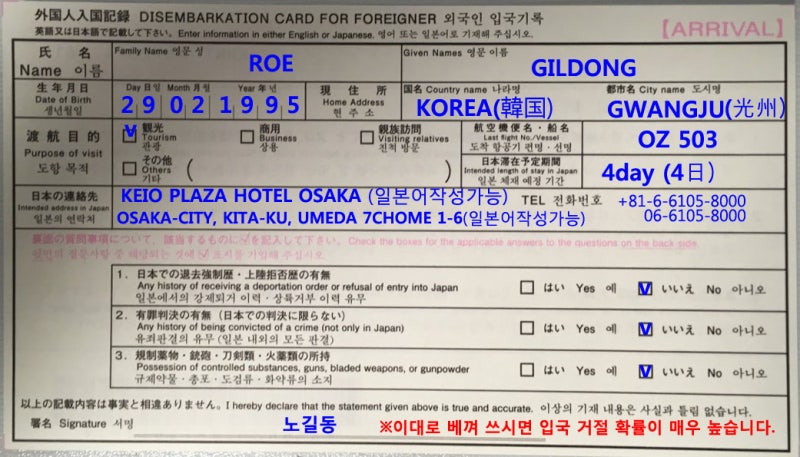 外国人入国記録 DISEMBARKATION CARD FOR FOREIGNER 외국인 입국기록
英語又は日本語で記載して下さい。 Enter information in either English or Japanese. 영어 또는 일본어로 기재해 주십시오.
【ARRIVAL】
氏 名
Name 이름
Family Name 영문 성
ROE
Given Names 영문 이름
GILDONG
生 年 月 日
Date of Birth
생년월일
Day 日 일 Month 月 월 Year 年 년
2 9 0 2 1 9 9 5
現 住 所
Home Address
현 주 소
国名 Country name 나라명
KOREA(韓国)
都市名 City name 도시명
GWANGJU(光州)
渡 航 目 的
Purpose of visit
도항 목적
V 観光
Tourism
관광
商用
Business
상용
親族訪問
Visiting relatives
친척 방문
その他
Others
기타
( )
航空機便名・船名
Last flight No./Vessel
도착 항공기 편명・선명
OZ 503
日本滞在予定期間
Intended length of stay in Japan
일본 체재 예정 기간
4day (4日)
日本の連絡先
Intended address in Japan
일본의 연락처
KEIO PLAZA HOTEL OSAKA (일본어작성가능)
OSAKA-CITY, KITA-KU, UMEDA 7CHOME 1-6(일본어작성가능)
TEL 전화번호
+81-6-6105-8000
06-6105-8000
裏面の質問事項について、該当するものに✓を記入して下さい。 Check the boxes for the applicable answers to the questions on the back side.
뒷면의 질문사항 중 해당되는 것에 ✓ 표시를 기입해 주십시오.
1. 日本での退去強制歴・上陸拒否歴の有無
Any history of receiving a deportation order or refusal of entry into Japan
일본에서의 강제퇴거 이력・상륙거부 이력 유무
はい Yes 예 V いいえ No 아니오
2. 有罪判決の有無(日本での判決に限らない)
Any history of being convicted of a crime (not only in Japan)
유죄판결의 유무 (일본 내외의 모든 판결)
はい Yes 예 V いいえ No 아니오
3. 規制薬物・銃砲・刀剣類・火薬類の所持
Possession of controlled substances, guns, bladed weapons, or gunpowder
규제약물・총포・도검류・화약류의 소지
はい Yes 예 V いいえ No 아니오
以上の記載内容は事実と相違ありません。I hereby declare that the statement given above is true and accurate. 이상의 기재 내용은 사실과 틀림 없습니다.
署名 Signature 서명
노길동
※이대로 베껴 쓰시면 입국 거절 확률이 매우 높습니다.